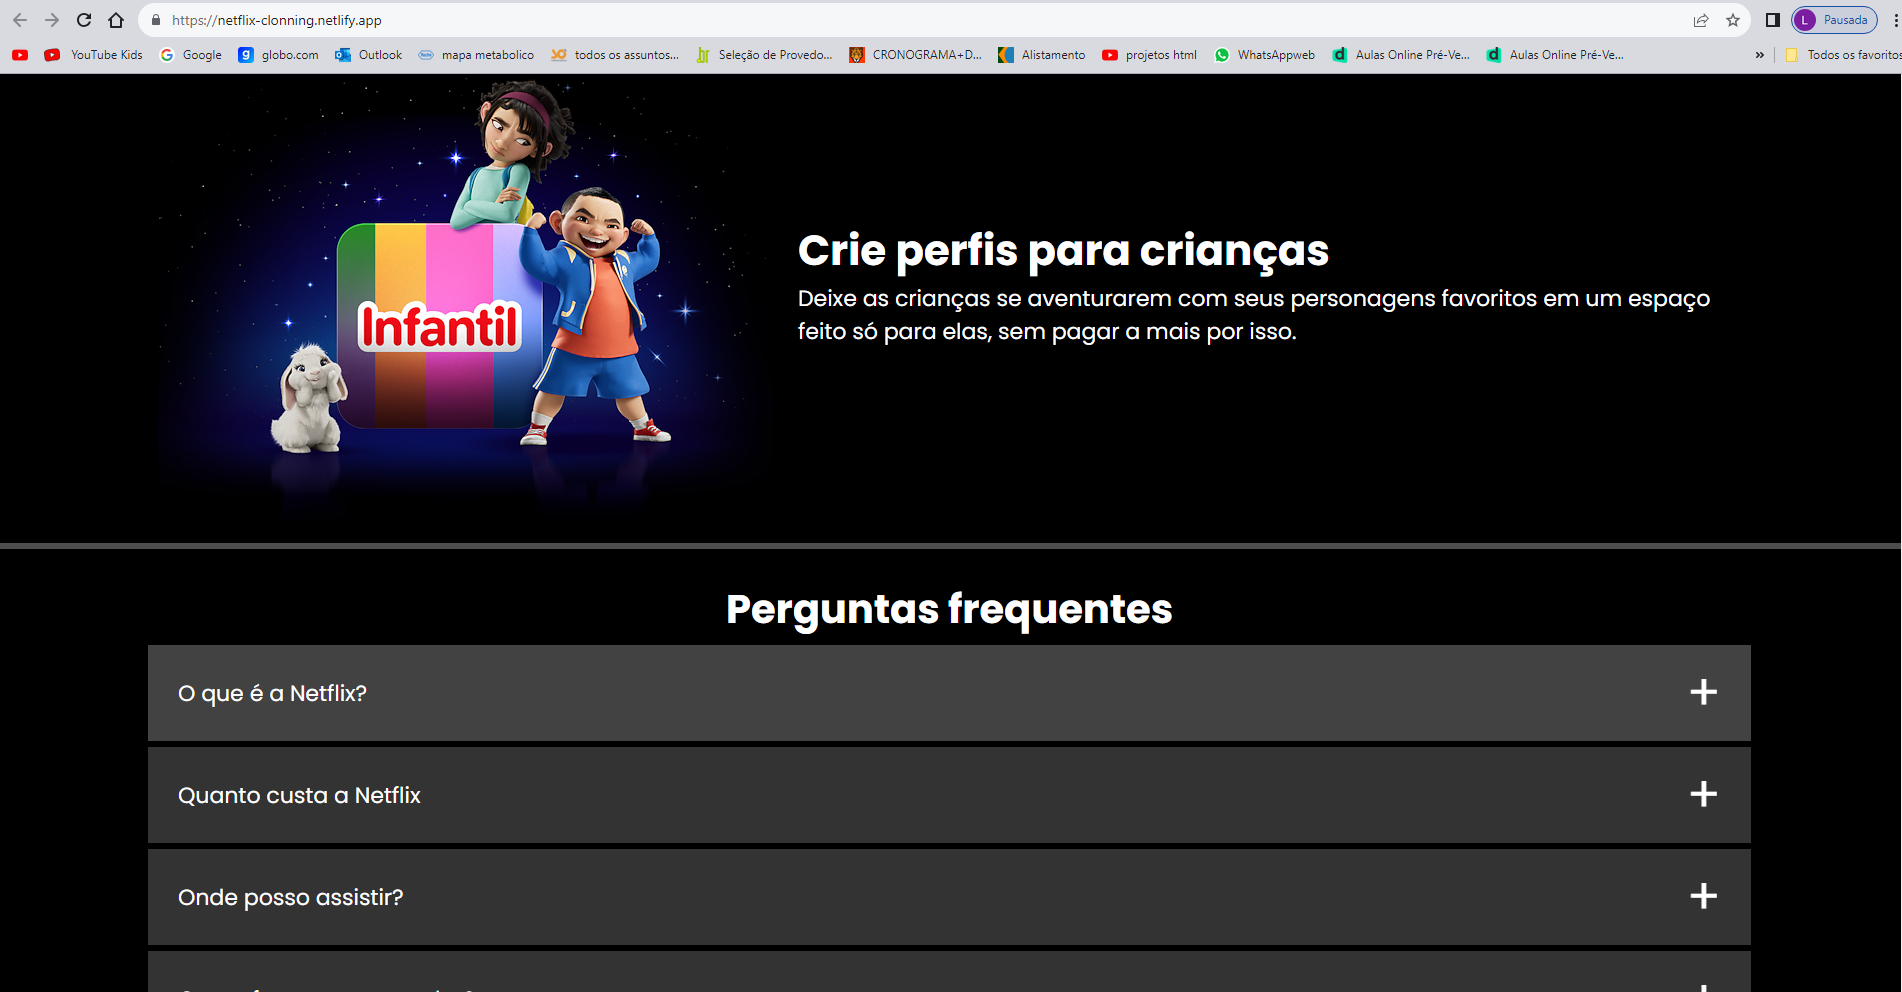 https://netflix-clonning.netlify.app
L Pausada
YouTube Kids Google globo.com Outlook mapa metabolico todos os assuntos... Seleção de Provedo... CRONOGRAMA+D... Alistamento projetos html WhatsAppweb Aulas Online Pré-Ve... Aulas Online Pré-Ve... » Todos os favoritos
Infantil
Crie perfis para crianças
Deixe as crianças se aventurarem com seus personagens favoritos em um espaço
feito só para elas, sem pagar a mais por isso.
Perguntas frequentes
O que é a Netflix? +
Quanto custa a Netflix +
Onde posso assistir? +